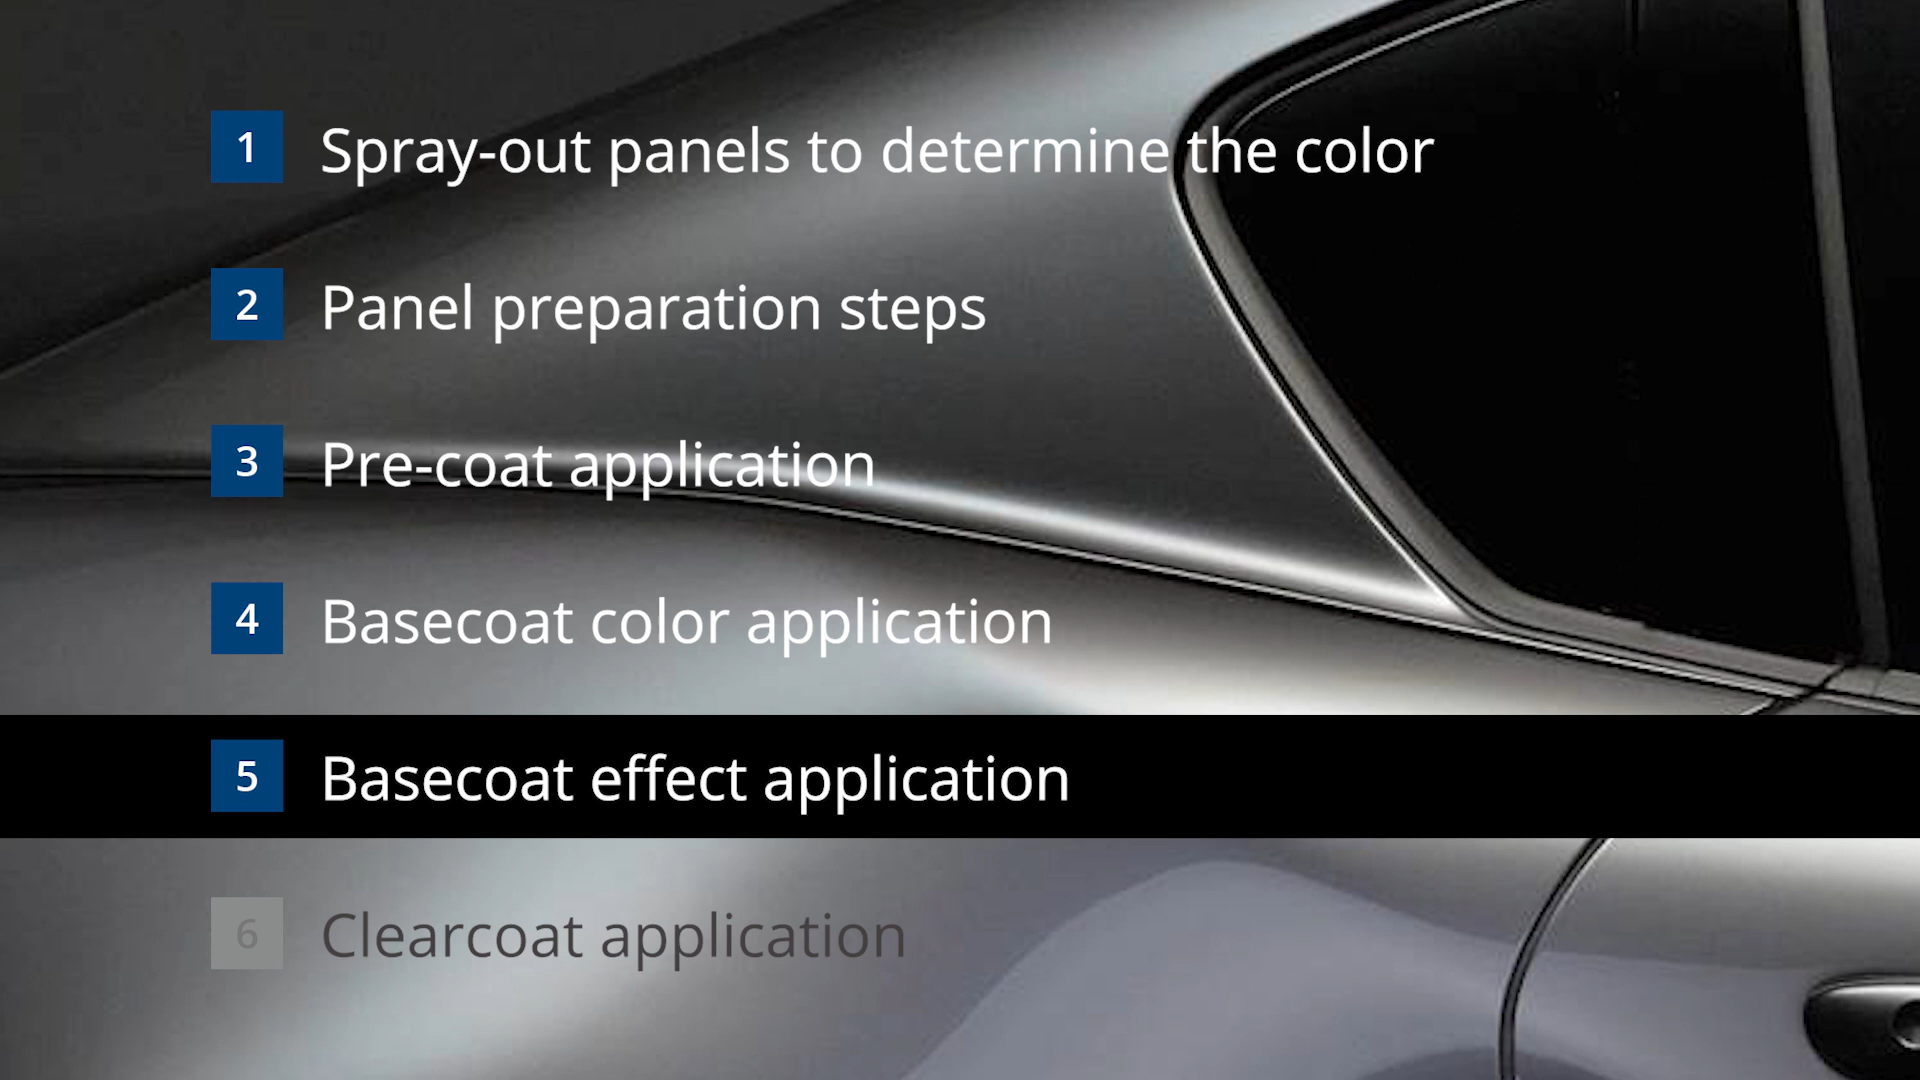 1 Spray-out panels to determine the color
2 Panel preparation steps
3 Pre-coat application
4 Basecoat color application
5 Basecoat effect application
6 Clearcoat application